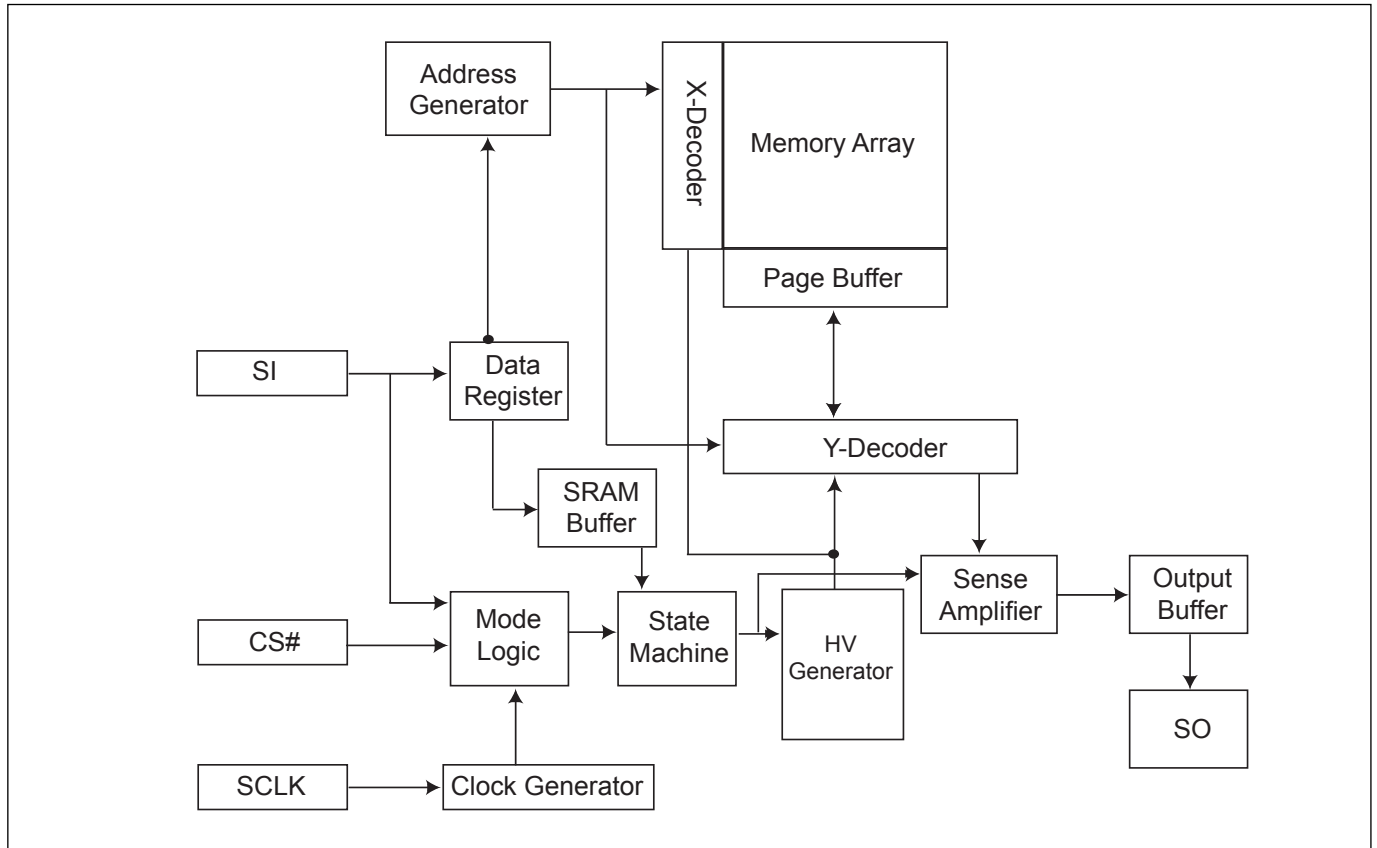 Address
Generator
X-Decoder
Memory Array
Page Buffer
SI
Data
Register
Y-Decoder
SRAM
Buffer
Sense
Amplifier
Output
Buffer
CS#
Mode
Logic
State
Machine
HV
Generator
SO
SCLK
Clock Generator